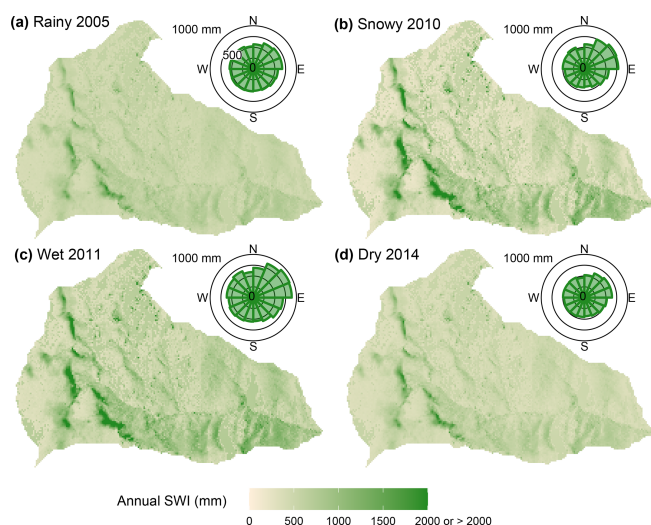 (a) Rainy 2005
1000 mm
N
500
W
0
E
S
(b) Snowy 2010
1000 mm
N
W
0
E
S
(c) Wet 2011
1000 mm
N
W
0
E
S
(d) Dry 2014
1000 mm
N
W
0
E
S
Annual SWI (mm)
0 500 1000 1500 2000 or > 2000